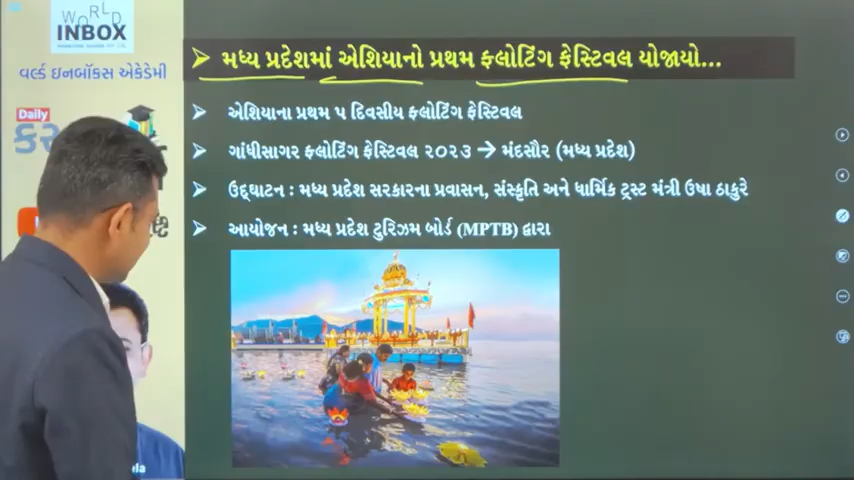 WORLD
INBOX
વર્લ્ડ ઇનબૉક્સ એકેડેમી
Daily
કર
મધ્ય પ્રદેશમાં એશિયાનો પ્રથમ ફ્લોટિંગ ફેસ્ટિવલ યોજાયો...
એશિયાના પ્રથમ ૫ દિવસીય ફ્લોટિંગ ફેસ્ટિવલ
ગાંધીસાગર ફ્લોટિંગ ફેસ્ટિવલ ૨૦૨૩ → મંદસૌર (મધ્ય પ્રદેશ)
ઉદ્ઘાટન : મધ્ય પ્રદેશ સરકારના પ્રવાસન, સંસ્કૃતિ અને ધાર્મિક ટ્રસ્ટ મંત્રી ઉષા ઠાકુરે
આયોજન : મધ્ય પ્રદેશ ટુરિઝમ બોર્ડ (MPTB) દ્વારા